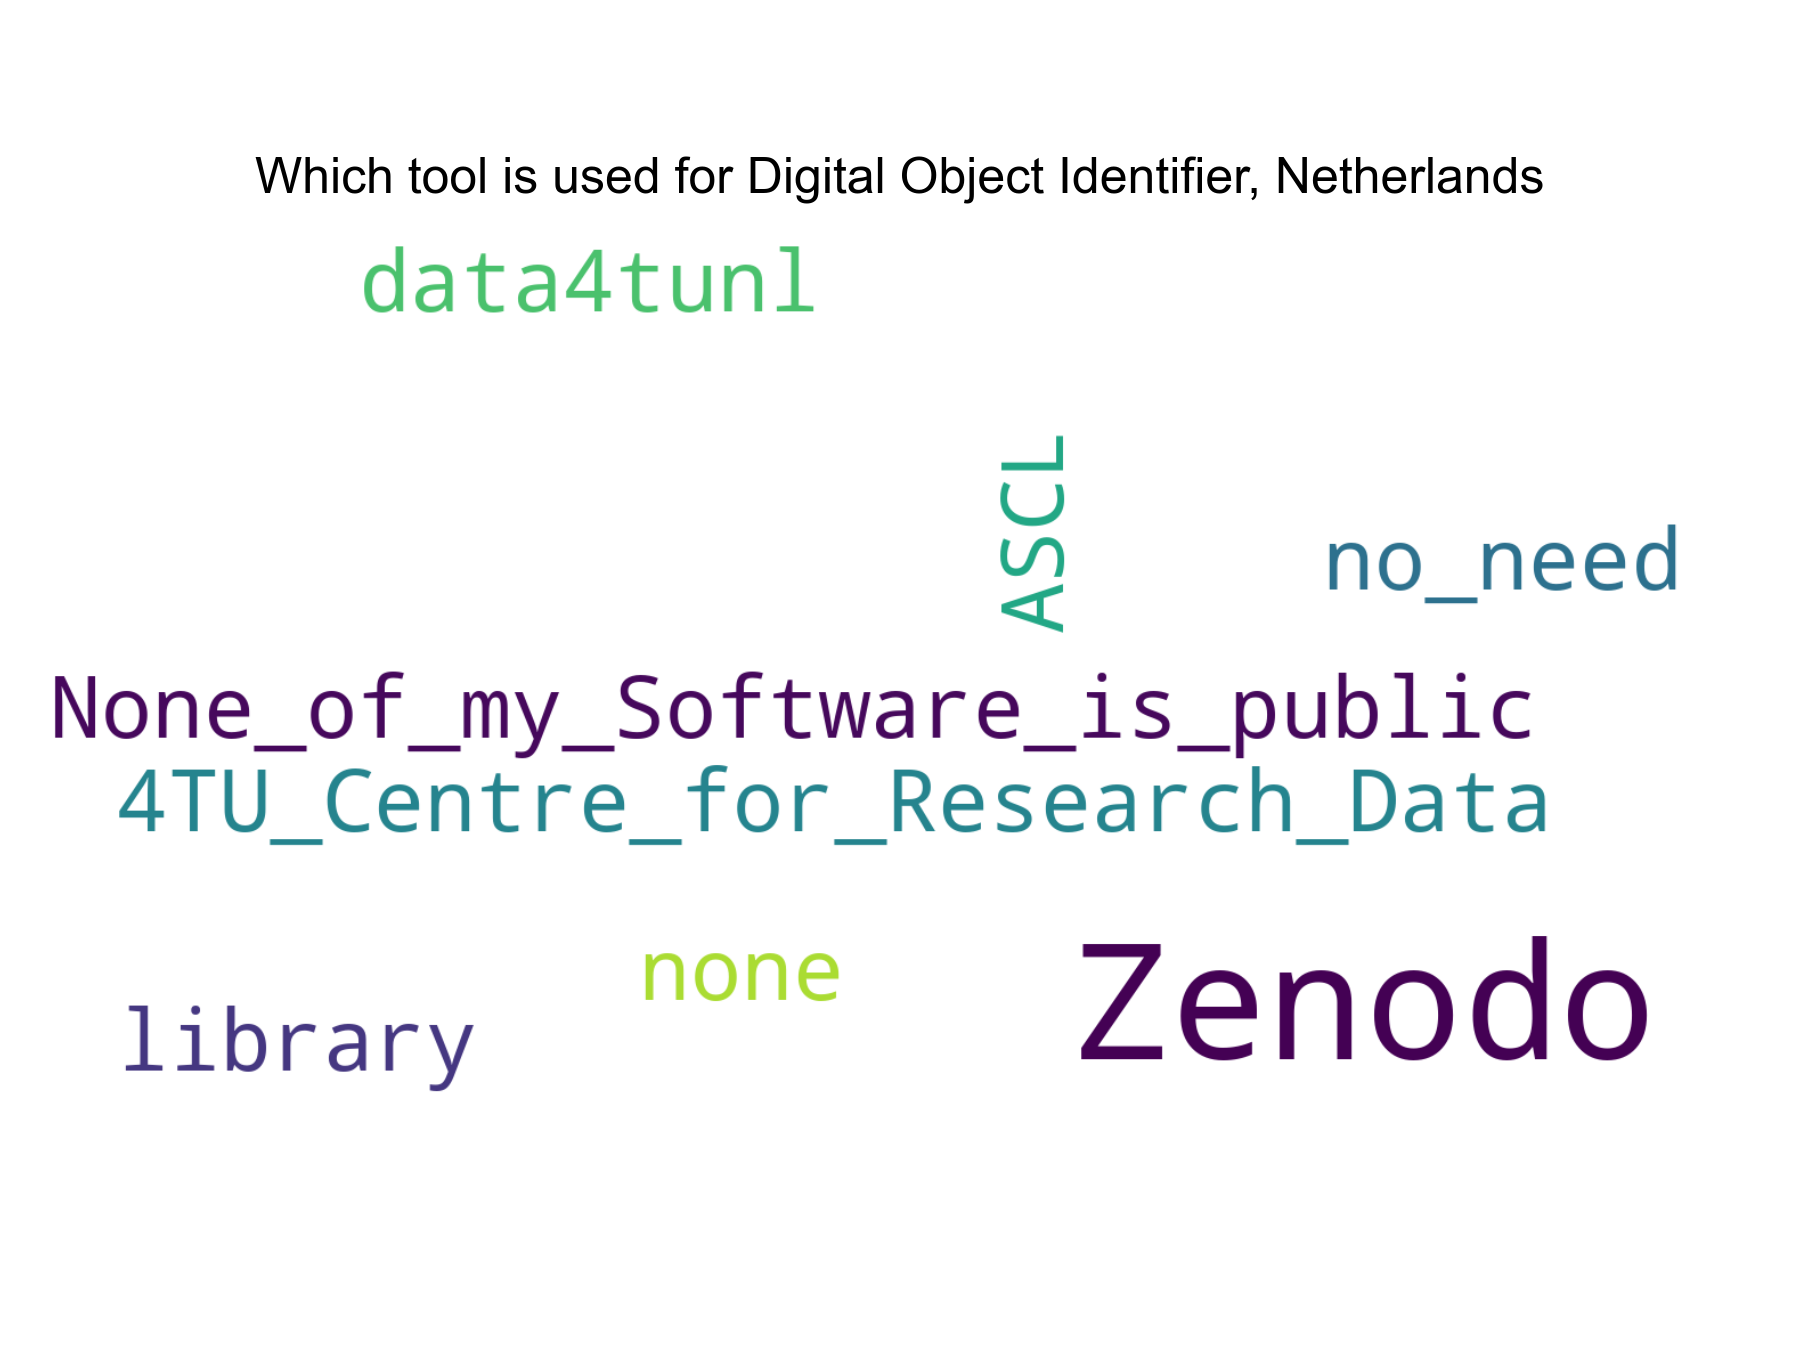 Which tool is used for Digital Object Identifier, Netherlands
data4tunl
ASCL
no_need
None_of_my_Software_is_public
4TU_Centre_for_Research_Data
none
Zenodo
library